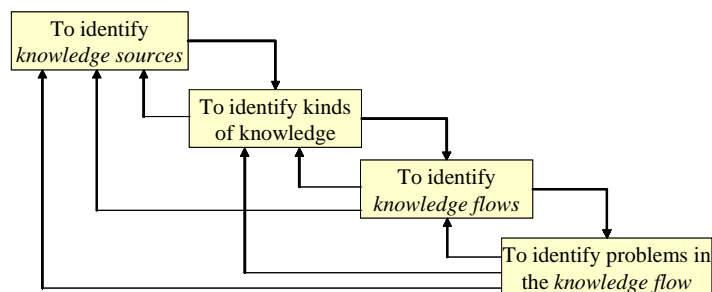 To identify
knowledge sources
To identify kinds
of knowledge
To identify
knowledge flows
To identify problems in
the knowledge flow